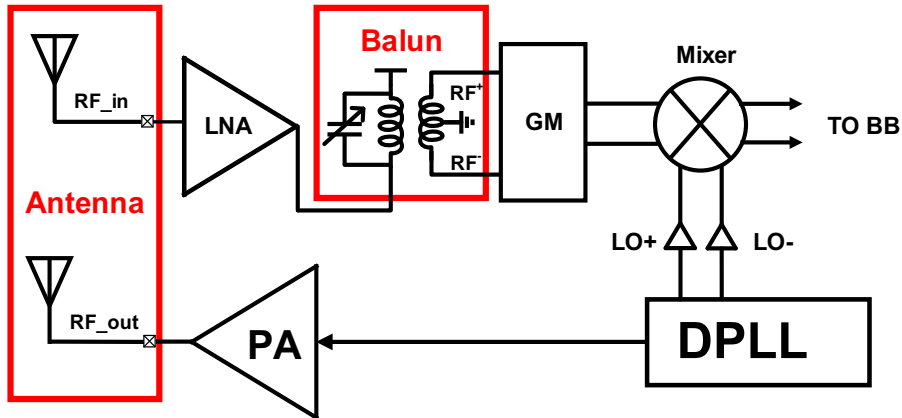 Balun
Mixer
RF_in
LNA
RF+
GM
TO BB
RF-
Antenna
LO+
LO-
RF_out
PA
DPLL